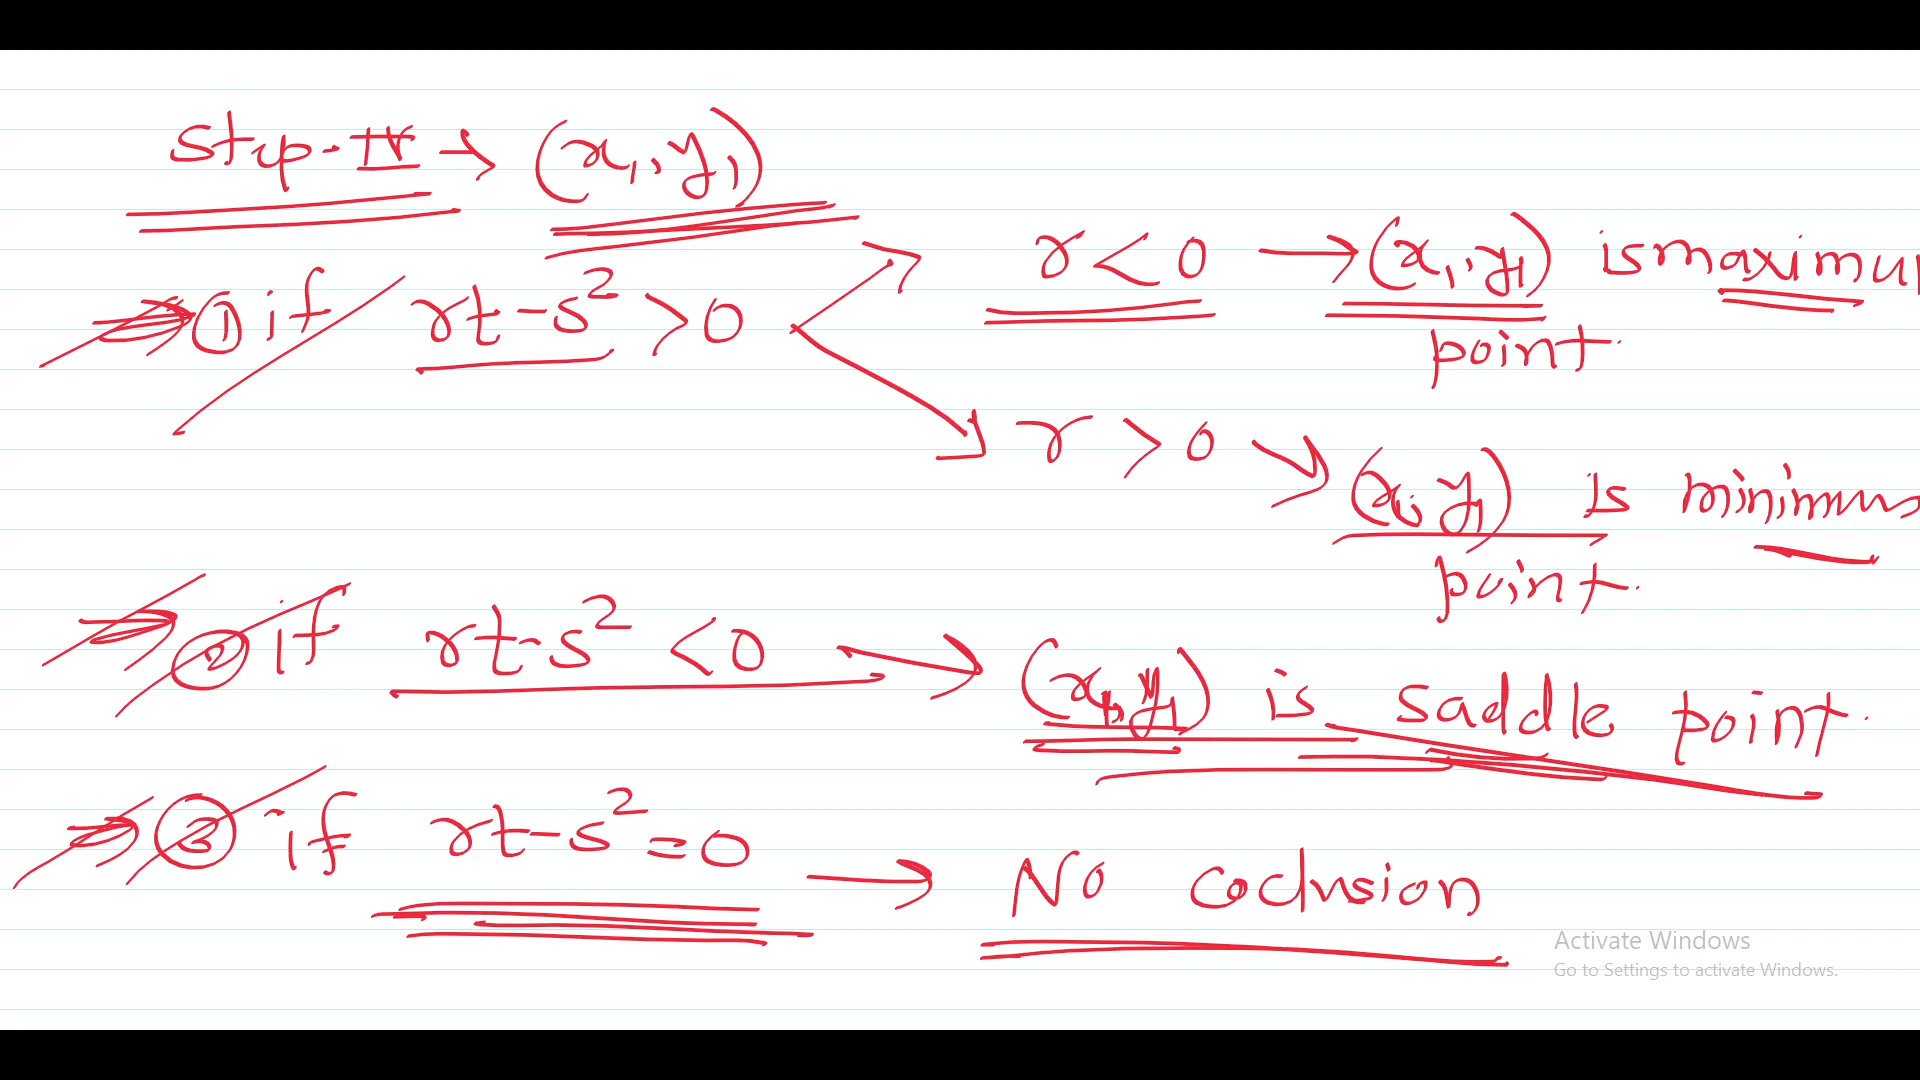 Step-IV → (x₁, y₁)
① if rt-s² > 0
r < 0 → (x₁, y₁) is maximu
point.
r > 0 → (x₁, y₁) is minimum
point.
② if rt-s² < 0 → (x₁, y₁) is saddle point.
③ if rt-s² = 0 → No coclusion
Activate Windows
Go to Settings to activate Windows.